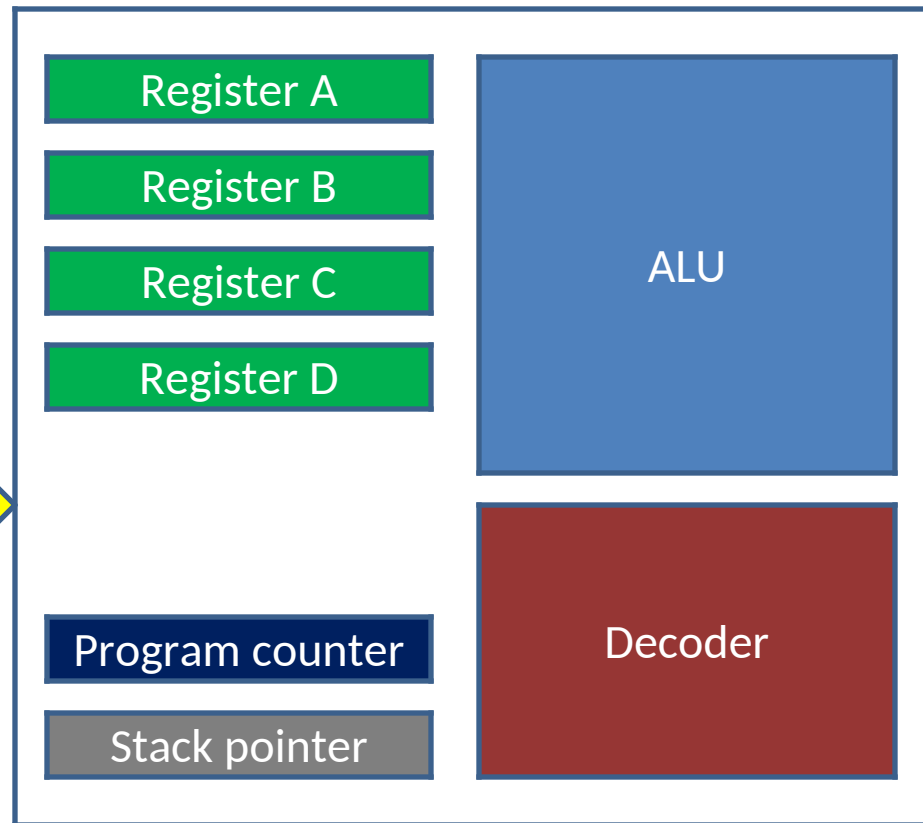 Register A
Register B
Register C
Register D
ALU
Program counter
Stack pointer
Decoder